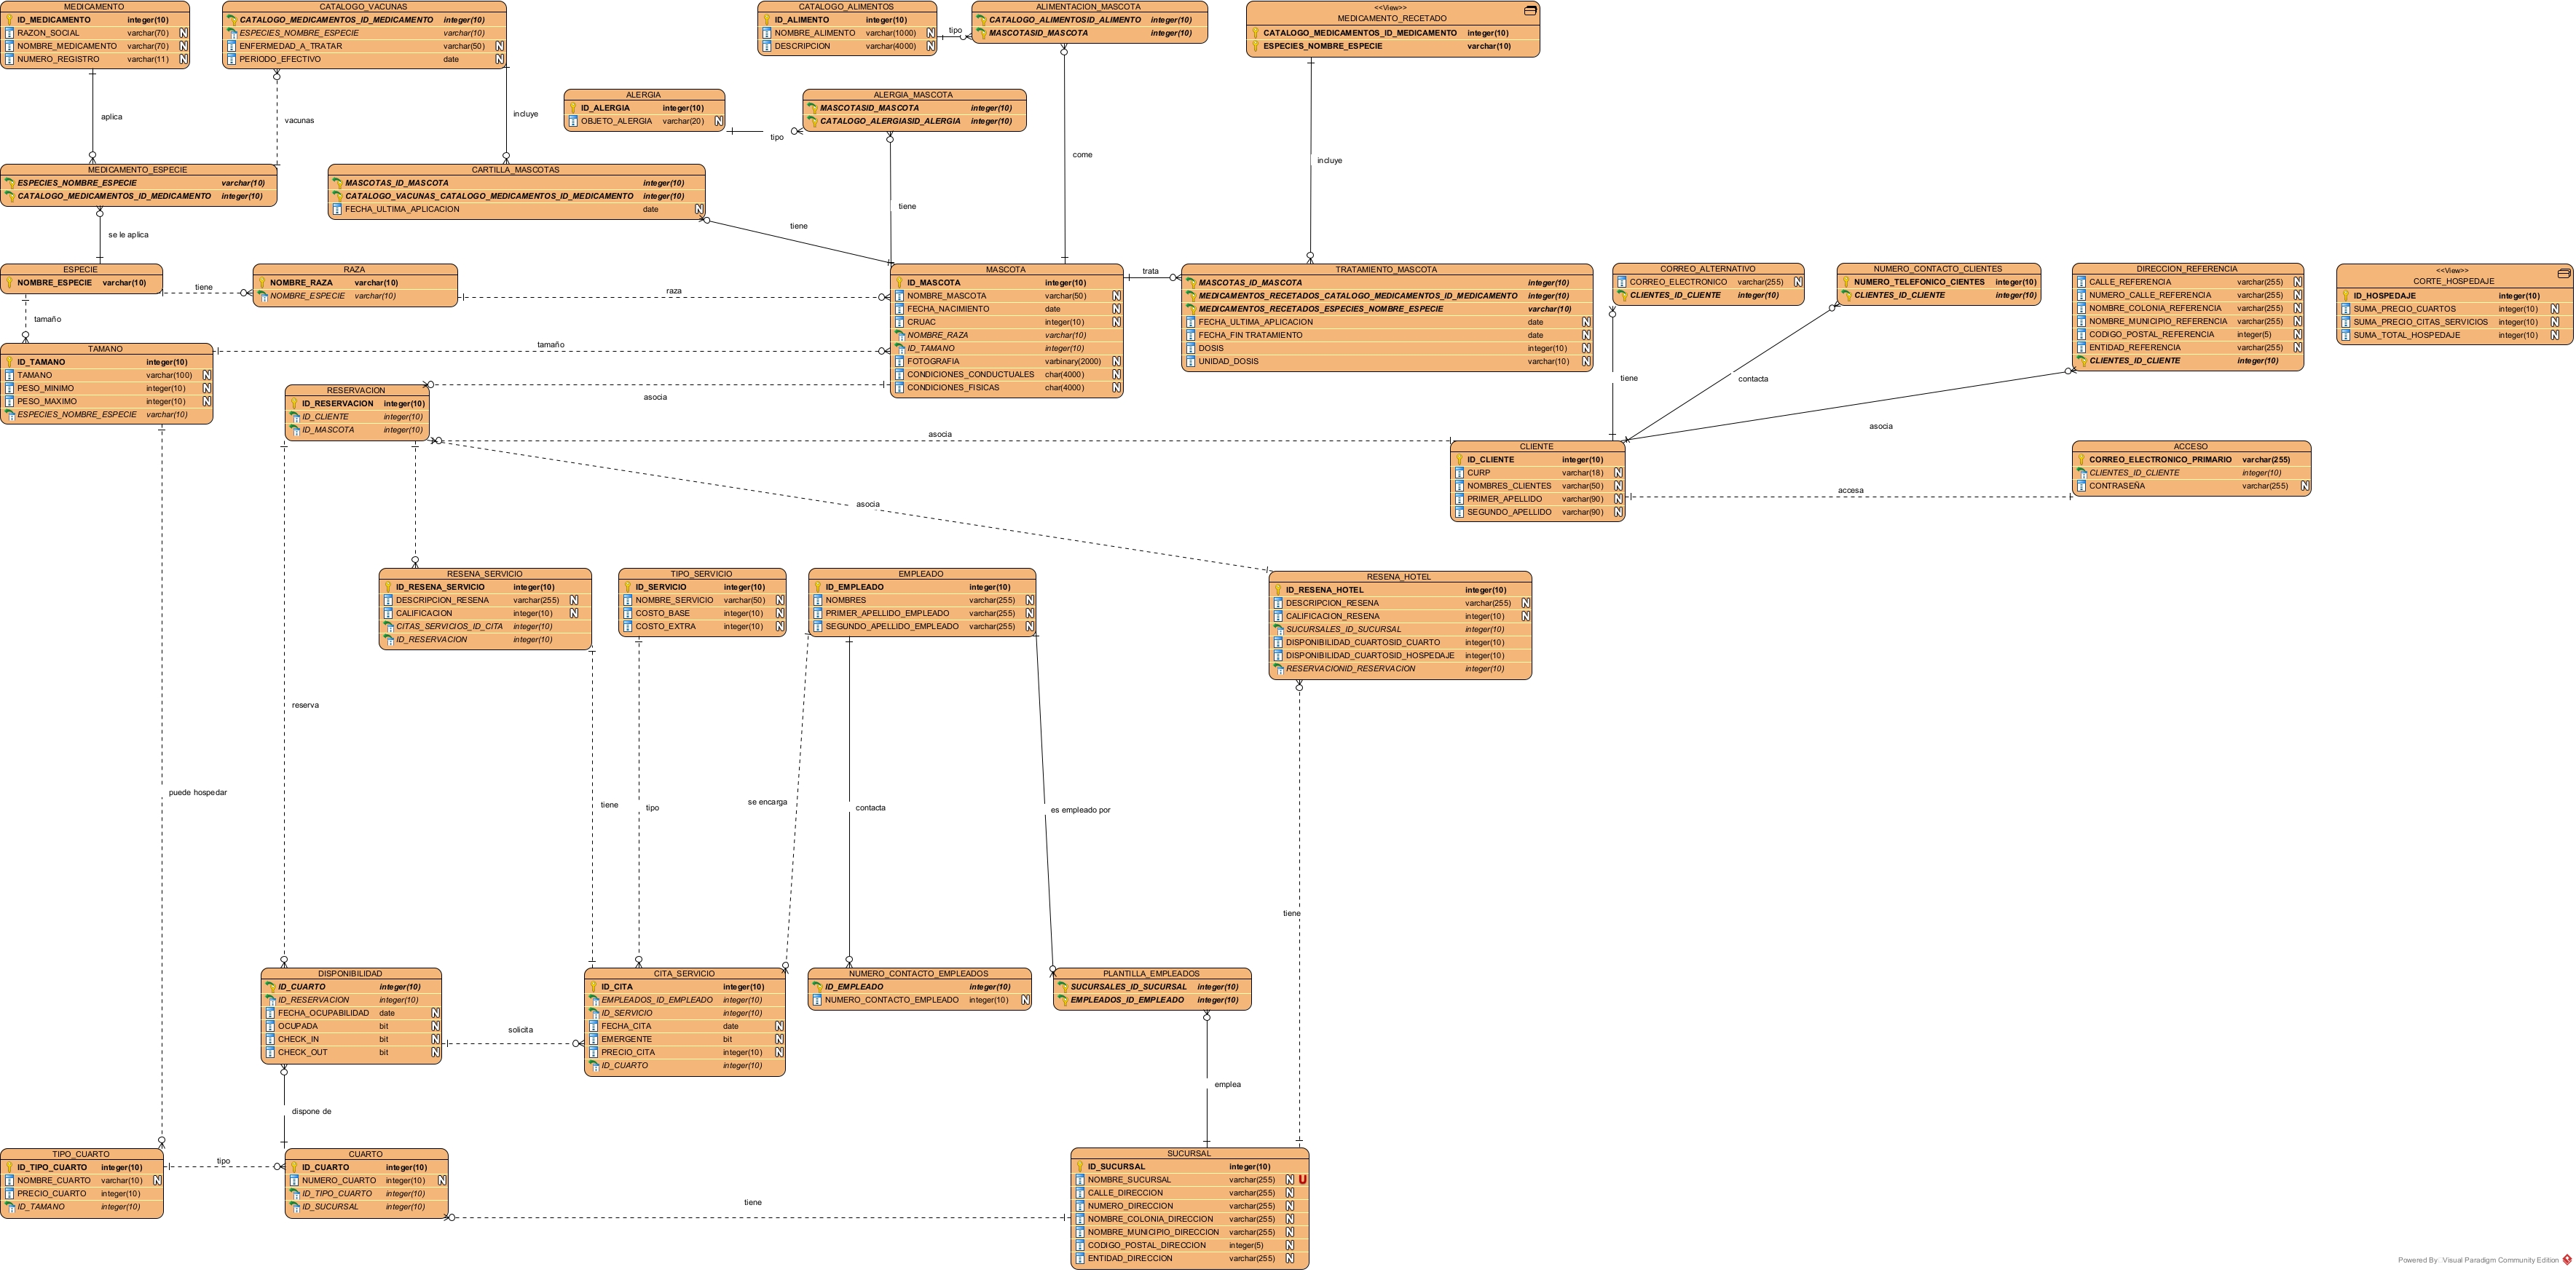 MEDICAMENTO
ID_MEDICAMENTO integer(10)
RAZON_SOCIAL varchar(70) N
NOMBRE_MEDICAMENTO varchar(70) N
NUMERO_REGISTRO varchar(11) N
CATALOGO_VACUNAS
CATALOGO_MEDICAMENTOS_ID_MEDICAMENTO integer(10)
ESPECIES_NOMBRE_ESPECIE varchar(10)
ENFERMEDAD_A_TRATAR varchar(50) N
PERIODO_EFECTIVO date N
CATALOGO_ALIMENTOS
ID_ALIMENTO integer(10)
NOMBRE_ALIMENTO varchar(1000) N
DESCRIPCION varchar(4000) N
tipo
ALIMENTACION_MASCOTA
CATALOGO_ALIMENTOSID_ALIMENTO integer(10)
MASCOTASID_MASCOTA integer(10)
<<View>>
MEDICAMENTO_RECETADO
CATALOGO_MEDICAMENTOS_ID_MEDICAMENTO integer(10)
ESPECIES_NOMBRE_ESPECIE varchar(10)
aplica
vacunas
incluye
ALERGIA
ID_ALERGIA integer(10)
OBJETO_ALERGIA varchar(20) N
tipo
ALERGIA_MASCOTA
MASCOTASID_MASCOTA integer(10)
CATALOGO_ALERGIASID_ALERGIA integer(10)
come
incluye
MEDICAMENTO_ESPECIE
ESPECIES_NOMBRE_ESPECIE varchar(10)
CATALOGO_MEDICAMENTOS_ID_MEDICAMENTO integer(10)
CARTILLA_MASCOTAS
MASCOTAS_ID_MASCOTA integer(10)
CATALOGO_VACUNAS_CATALOGO_MEDICAMENTOS_ID_MEDICAMENTO integer(10)
FECHA_ULTIMA_APLICACION date N
tiene
tiene
se le aplica
ESPECIE
NOMBRE_ESPECIE varchar(10)
tiene
RAZA
NOMBRE_RAZA varchar(10)
NOMBRE_ESPECIE varchar(10)
raza
MASCOTA
ID_MASCOTA integer(10)
NOMBRE_MASCOTA varchar(50) N
FECHA_NACIMIENTO date N
CRUAC integer(10) N
NOMBRE_RAZA varchar(10)
ID_TAMANO integer(10)
FOTOGRAFIA varbinary(2000) N
CONDICIONES_CONDUCTUALES char(4000) N
CONDICIONES_FISICAS char(4000) N
trata
TRATAMIENTO_MASCOTA
MASCOTAS_ID_MASCOTA integer(10)
MEDICAMENTOS_RECETADOS_CATALOGO_MEDICAMENTOS_ID_MEDICAMENTO integer(10)
MEDICAMENTOS_RECETADOS_ESPECIES_NOMBRE_ESPECIE varchar(10)
FECHA_ULTIMA_APLICACION date N
FECHA_FIN TRATAMIENTO date N
DOSIS integer(10) N
UNIDAD_DOSIS varchar(10) N
CORREO_ALTERNATIVO
CORREO_ELECTRONICO varchar(255) N
CLIENTES_ID_CLIENTE integer(10)
NUMERO_CONTACTO_CLIENTES
NUMERO_TELEFONICO_CIENTES integer(10)
CLIENTES_ID_CLIENTE integer(10)
DIRECCION_REFERENCIA
CALLE_REFERENCIA varchar(255) N
NUMERO_CALLE_REFERENCIA varchar(255) N
NOMBRE_COLONIA_REFERENCIA varchar(255) N
NOMBRE_MUNICIPIO_REFERENCIA varchar(255) N
CODIGO_POSTAL_REFERENCIA integer(5) N
ENTIDAD_REFERENCIA varchar(255) N
CLIENTES_ID_CLIENTE integer(10)
<<View>>
CORTE_HOSPEDAJE
ID_HOSPEDAJE integer(10)
SUMA_PRECIO_CUARTOS integer(10) N
SUMA_PRECIO_CITAS_SERVICIOS integer(10) N
SUMA_TOTAL_HOSPEDAJE integer(10) N
tamaño
TAMANO
ID_TAMANO integer(10)
TAMANO varchar(100) N
PESO_MINIMO integer(10) N
PESO_MAXIMO integer(10) N
ESPECIES_NOMBRE_ESPECIE varchar(10)
tamaño
RESERVACION
ID_RESERVACION integer(10)
ID_CLIENTE integer(10)
ID_MASCOTA integer(10)
asocia
asocia
asocia
tiene
contacta
asocia
CLIENTE
ID_CLIENTE integer(10)
CURP varchar(18) N
NOMBRES_CLIENTES varchar(50) N
PRIMER_APELLIDO varchar(90) N
SEGUNDO_APELLIDO varchar(90) N
accesa
ACCESO
CORREO_ELECTRONICO_PRIMARIO varchar(255)
CLIENTES_ID_CLIENTE integer(10)
CONTRASEÑA varchar(255) N
RESENA_SERVICIO
ID_RESENA_SERVICIO integer(10)
DESCRIPCION_RESENA varchar(255) N
CALIFICACION integer(10) N
CITAS_SERVICIOS_ID_CITA integer(10)
ID_RESERVACION integer(10)
TIPO_SERVICIO
ID_SERVICIO integer(10)
NOMBRE_SERVICIO varchar(50) N
COSTO_BASE integer(10) N
COSTO_EXTRA integer(10) N
EMPLEADO
ID_EMPLEADO integer(10)
NOMBRES varchar(255) N
PRIMER_APELLIDO_EMPLEADO varchar(255) N
SEGUNDO_APELLIDO_EMPLEADO varchar(255) N
RESENA_HOTEL
ID_RESENA_HOTEL integer(10)
DESCRIPCION_RESENA varchar(255) N
CALIFICACION_RESENA integer(10) N
SUCURSALES_ID_SUCURSAL integer(10)
DISPONIBILIDAD_CUARTOSID_CUARTO integer(10)
DISPONIBILIDAD_CUARTOSID_HOSPEDAJE integer(10)
RESERVACIONID_RESERVACION integer(10)
reserva
puede hospedar
tiene
tipo
se encarga
contacta
es empleado por
tiene
DISPONIBILIDAD
ID_CUARTO integer(10)
ID_RESERVACION integer(10)
FECHA_OCUPABILIDAD date N
OCUPADA bit N
CHECK_IN bit N
CHECK_OUT bit N
solicita
CITA_SERVICIO
ID_CITA integer(10)
EMPLEADOS_ID_EMPLEADO integer(10)
ID_SERVICIO integer(10)
FECHA_CITA date N
EMERGENTE bit N
PRECIO_CITA integer(10) N
ID_CUARTO integer(10)
NUMERO_CONTACTO_EMPLEADOS
ID_EMPLEADO integer(10)
NUMERO_CONTACTO_EMPLEADO integer(10) N
PLANTILLA_EMPLEADOS
SUCURSALES_ID_SUCURSAL integer(10)
EMPLEADOS_ID_EMPLEADO integer(10)
emplea
dispone de
TIPO_CUARTO
ID_TIPO_CUARTO integer(10)
NOMBRE_CUARTO varchar(10) N
PRECIO_CUARTO integer(10)
ID_TAMANO integer(10)
tipo
CUARTO
ID_CUARTO integer(10)
NUMERO_CUARTO integer(10) N
ID_TIPO_CUARTO integer(10)
ID_SUCURSAL integer(10)
tiene
SUCURSAL
ID_SUCURSAL integer(10)
NOMBRE_SUCURSAL varchar(255) N U
CALLE_DIRECCION varchar(255) N
NUMERO_DIRECCION varchar(255) N
NOMBRE_COLONIA_DIRECCION varchar(255) N
NOMBRE_MUNICIPIO_DIRECCION varchar(255) N
CODIGO_POSTAL_DIRECCION integer(5) N
ENTIDAD_DIRECCION varchar(255) N
Powered By: Visual Paradigm Community Edition